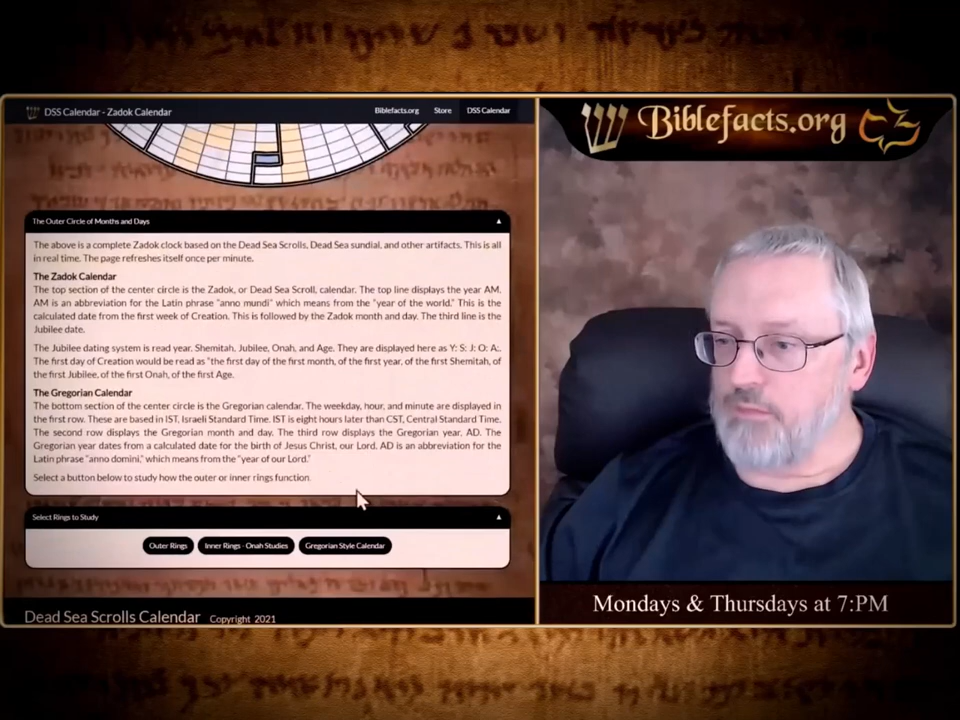 DSS Calendar - Zadok Calendar
Biblefacts.org Store DSS Calendar
The Outer Circle of Months and Days
The above is a complete Zadok clock based on the Dead Sea Scrolls, Dead Sea sundial, and other artifacts. This is all
in real time. The page refreshes itself once per minute.
The Zadok Calendar
The top section of the center circle is the Zadok, or Dead Sea Scroll, calendar. The top line displays the year AM.
AM is an abbreviation for the Latin phrase "anno mundi" which means from the "year of the world." This is the
calculated date from the first week of Creation. This is followed by the Zadok month and day. The third line is the
Jubilee date.
The Jubilee dating system is read year, Shemitah, Jubilee, Onah, and Age. They are displayed here as Y: S: J: O: A:.
The first day of Creation would be read as "the first day of the first month, of the first year, of the first Shemitah, of
the first Jubilee, of the first Onah, of the first Age.
The Gregorian Calendar
The bottom section of the center circle is the Gregorian calendar. The weekday, hour, and minute are displayed in
the first row. These are based in IST, Israeli Standard Time. IST is eight hours later than CST, Central Standard Time.
The second row displays the Gregorian month and day. The third row displays the Gregorian year, AD. The
Gregorian year dates from a calculated date for the birth of Jesus Christ, our Lord. AD is an abbreviation for the
Latin phrase "anno domini," which means from the "year of our Lord."
Select a button below to study how the outer or inner rings function.
Select Rings to Study
Outer Rings Inner Rings - Onah Studies Gregorian Style Calendar
Dead Sea Scrolls Calendar Copyright 2021
Biblefacts.org
Mondays & Thursdays at 7:PM